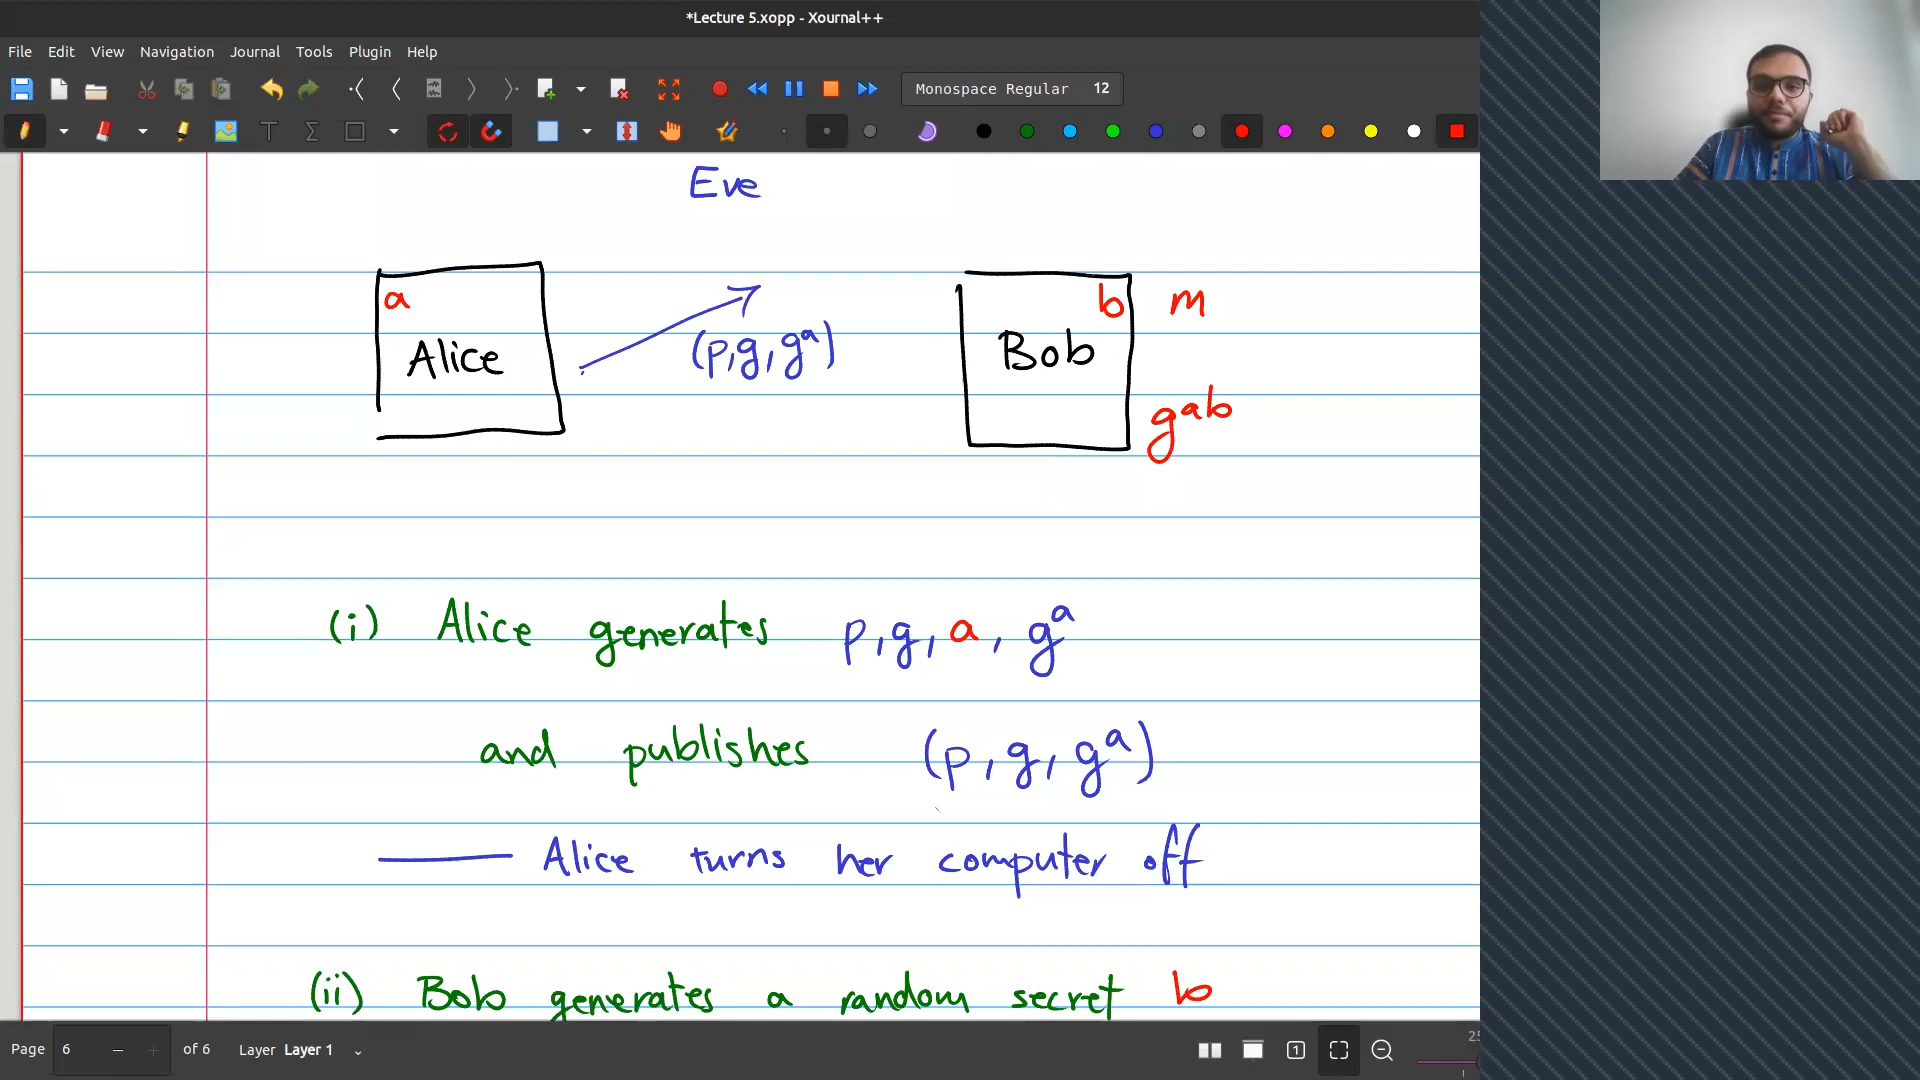 *Lecture 5.xopp - Xournal++
File Edit View Navigation Journal Tools Plugin Help
Monospace Regular 12
Eve
a
Alice
(p, g, g^a)
b
Bob
m
g^ab
(i) Alice generates p, g, a, g^a
and publishes (p, g, g^a)
Alice turns her computer off
(ii) Bob generates a random secret b
Page 6 of 6 Layer Layer 1